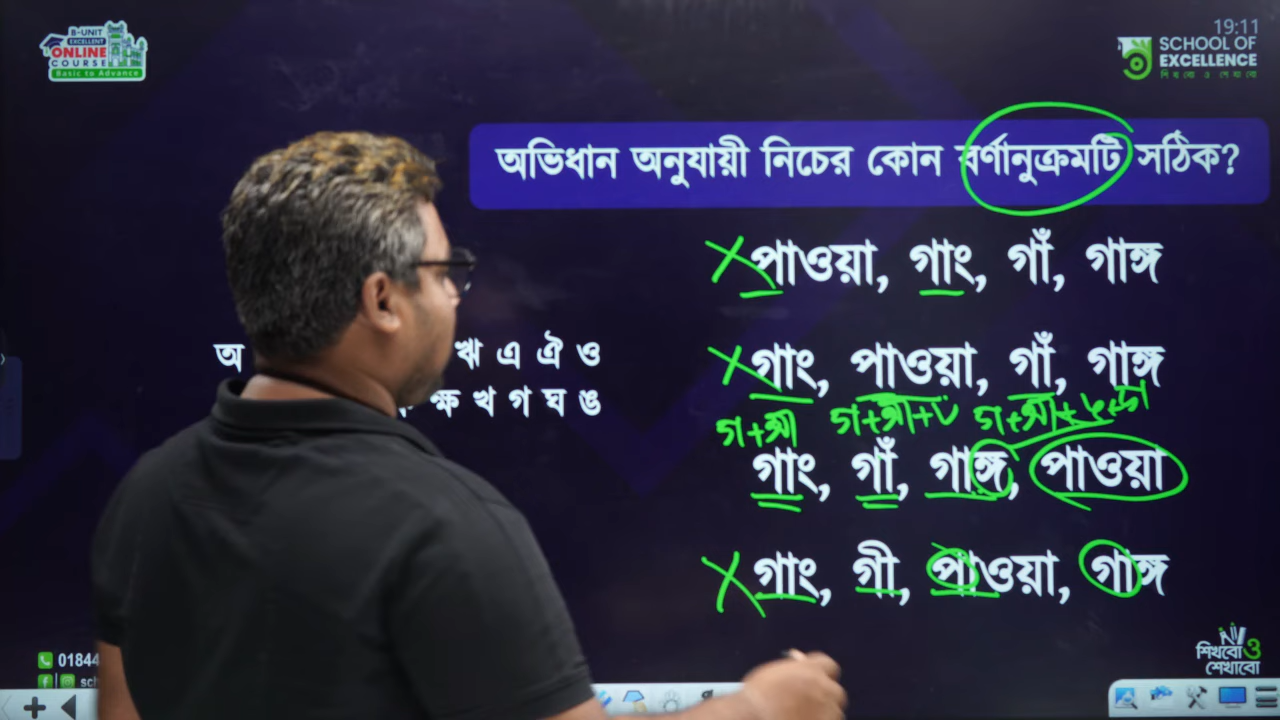 B-UNIT
EXCELLENT
ONLINE
COURSE
Basic to Advance
19:11
SCHOOL OF
EXCELLENCE
শিখবো ও শেখাবো
অভিধান অনুযায়ী নিচের কোন বর্ণানুক্রমটি সঠিক?
পাওয়া, গাং, গাঁ, গাঙ্গ
অ ঋ এ ঐ ও
গাং, পাওয়া, গাঁ, গাঙ্গ
ক্ষ খ গ ঘ ঙ
গ+আ গ+আ+ঁ
গাং, গাঁ, গাঙ্গ, পাওয়া
গাং, গী, পাওয়া, গাঙ্গ
শিখবো ও
শেখাবো
01844